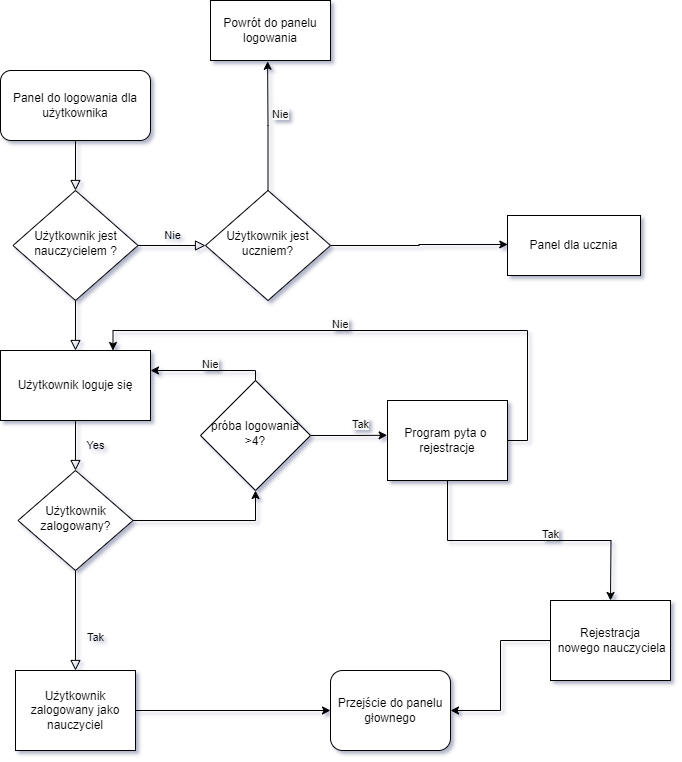 Powrót do panelu
logowania
Panel do logowania dla
użytkownika
Nie
Użytkownik jest
nauczycielem ?
Nie
Użytkownik jest
uczniem?
Panel dla ucznia
Nie
Użytkownik loguje się
Nie
próba logowania
>4?
Tak
Program pyta o
rejestracje
Yes
Użytkownik
zalogowany?
Tak
Tak
Rejestracja
nowego nauczyciela
Użytkownik
zalogowany jako
nauczyciel
Przejście do panelu
głownego